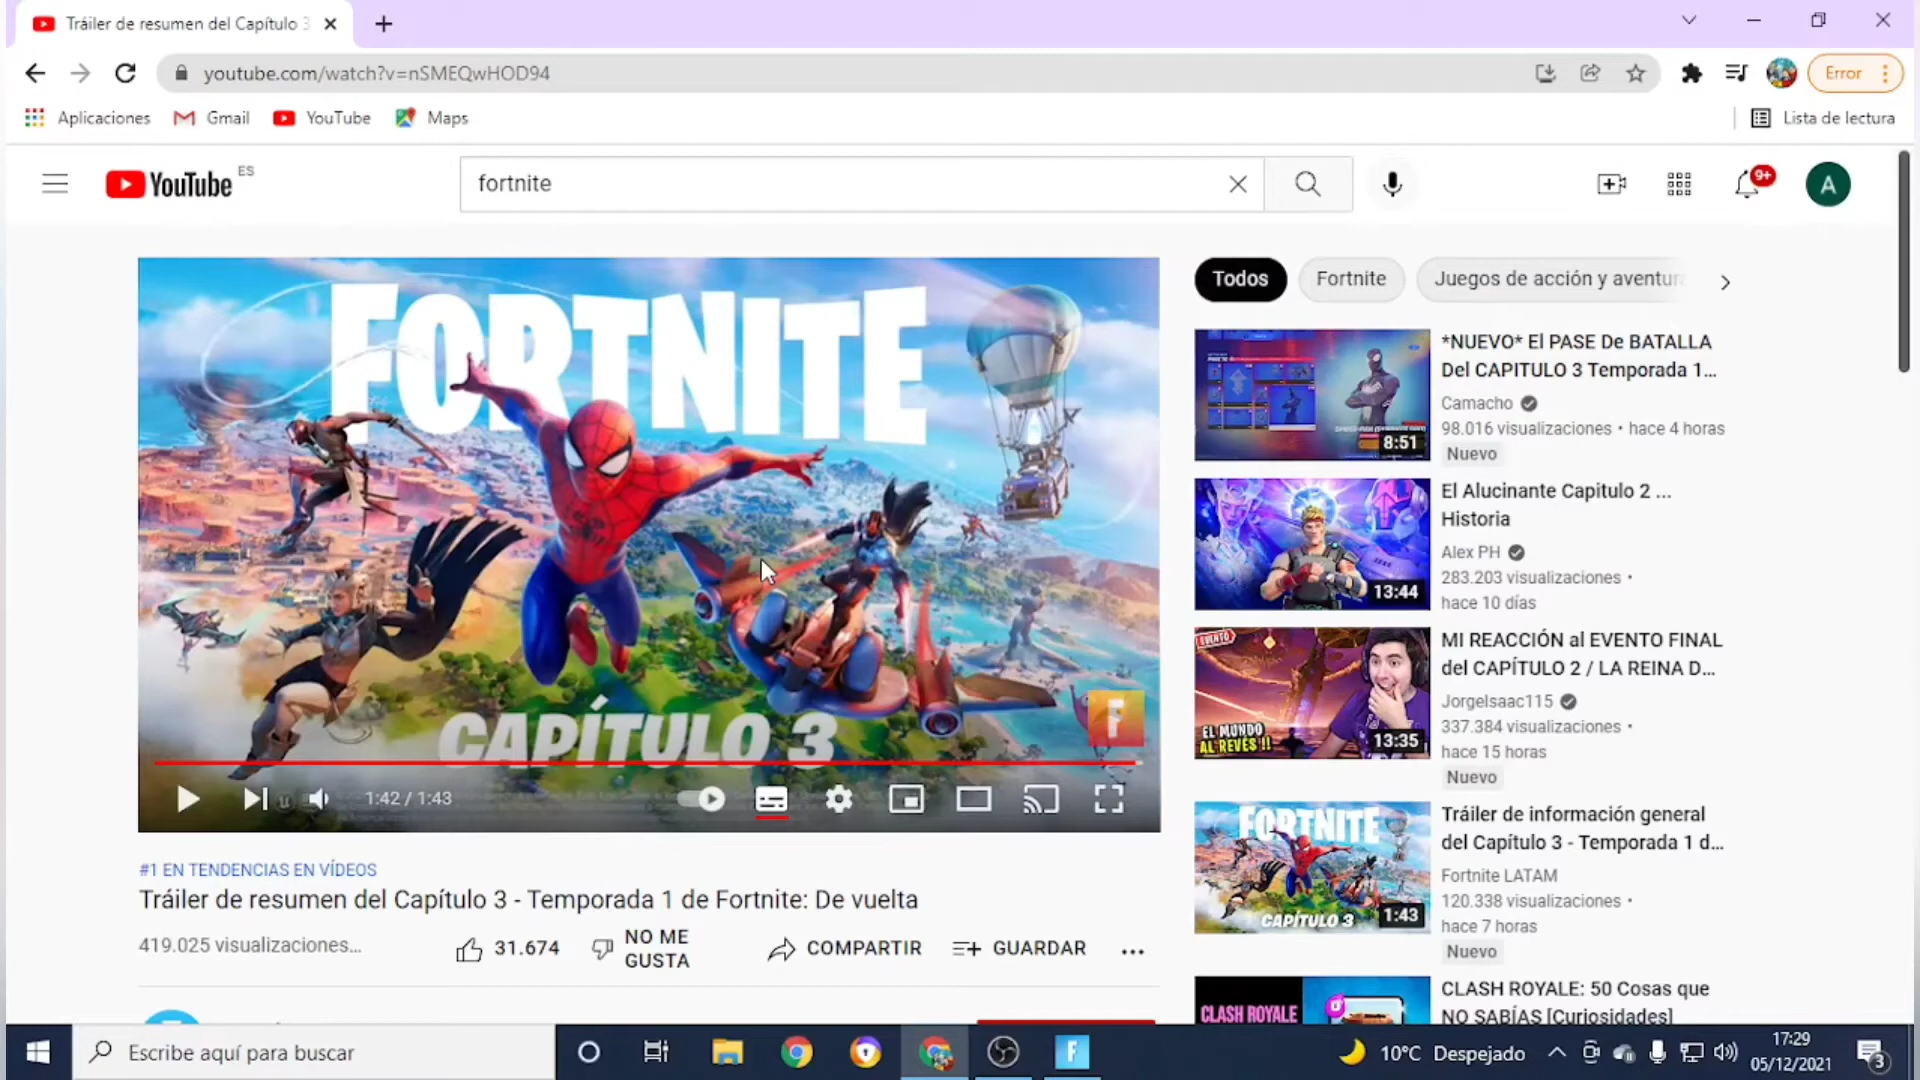 Tráiler de resumen del Capítulo 3
youtube.com/watch?v=nSMEQwHOD94
Error
Aplicaciones
Gmail
YouTube
Maps
Lista de lectura
YouTube ES
fortnite
9+
A
FORTNITE
CAPÍTULO 3
F
1:42 / 1:43
#1 EN TENDENCIAS EN VÍDEOS
Tráiler de resumen del Capítulo 3 - Temporada 1 de Fortnite: De vuelta
419.025 visualizaciones...
31.674
NO ME
GUSTA
COMPARTIR
GUARDAR
Todos
Fortnite
Juegos de acción y aventur
*NUEVO* El PASE De BATALLA
Del CAPITULO 3 Temporada 1...
Camacho
98.016 visualizaciones • hace 4 horas
Nuevo
8:51
El Alucinante Capitulo 2 ...
Historia
Alex PH
283.203 visualizaciones •
hace 10 días
13:44
MI REACCIÓN al EVENTO FINAL
del CAPÍTULO 2 / LA REINA D...
JorgeIsaac115
337.384 visualizaciones •
hace 15 horas
Nuevo
EVENTO
EL MUNDO
AL REVÉS !!
13:35
Tráiler de información general
del Capítulo 3 - Temporada 1 d...
Fortnite LATAM
120.338 visualizaciones •
hace 7 horas
Nuevo
FORTNITE
CAPÍTULO 3
1:43
CLASH ROYALE: 50 Cosas que
NO SABÍAS [Curiosidades]
CLASH ROYALE
Escribe aquí para buscar
F
10°C Despejado
17:29
05/12/2021
3